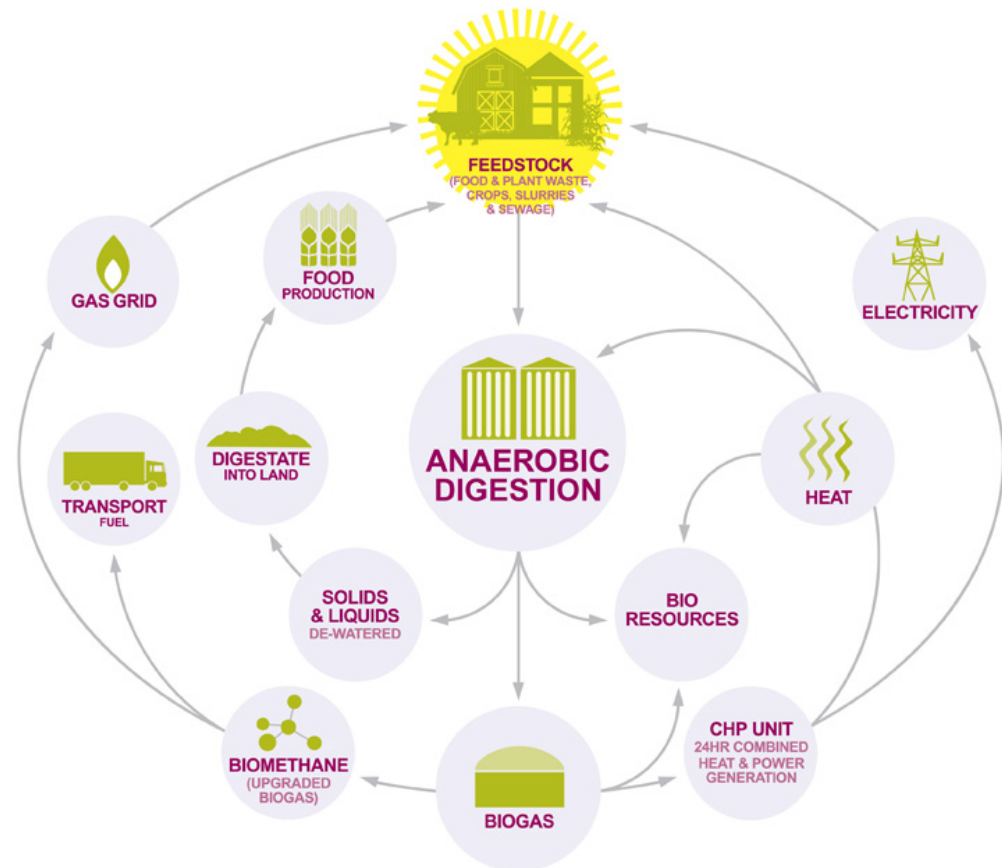 FEEDSTOCK
(FOOD & PLANT WASTE,
CROPS, SLURRIES
& SEWAGE)
GAS GRID
FOOD
PRODUCTION
ELECTRICITY
ANAEROBIC
DIGESTION
DIGESTATE
INTO LAND
TRANSPORT
FUEL
HEAT
SOLIDS
& LIQUIDS
DE-WATERED
BIO
RESOURCES
BIOMETHANE
(UPGRADED
BIOGAS)
BIOGAS
CHP UNIT
24HR COMBINED
HEAT & POWER
GENERATION